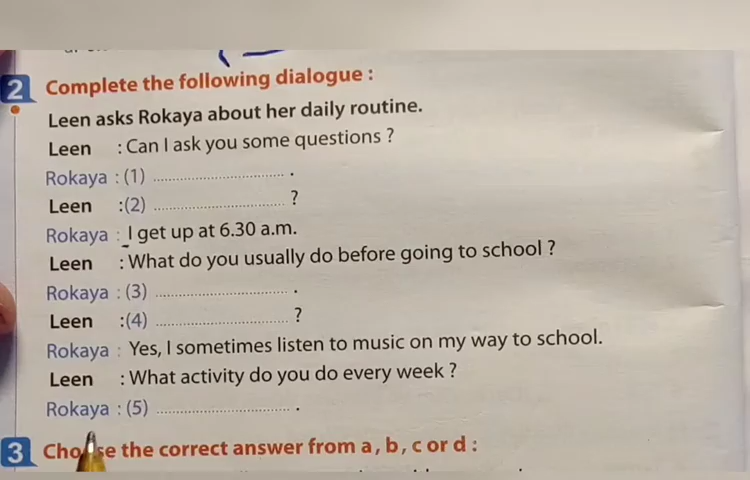 2 Complete the following dialogue :
Leen asks Rokaya about her daily routine.
Leen : Can I ask you some questions ?
Rokaya : (1) ................................ .
Leen :(2) ................................ ?
Rokaya : I get up at 6.30 a.m.
Leen : What do you usually do before going to school ?
Rokaya : (3) ................................ .
Leen :(4) ................................ ?
Rokaya : Yes, I sometimes listen to music on my way to school.
Leen : What activity do you do every week ?
Rokaya : (5) ................................ .
3 Choose the correct answer from a , b , c or d :